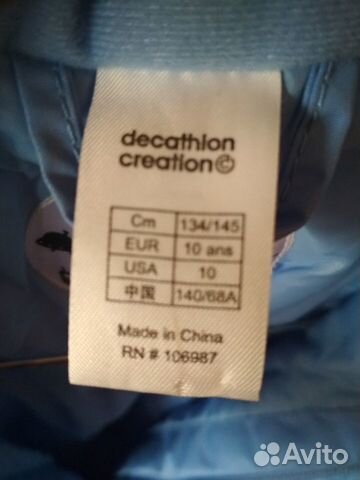 decathlon
creation©
Cm 134/145
EUR 10 ans
USA 10
中国 140/68A
Made in China
RN # 106987
Avito